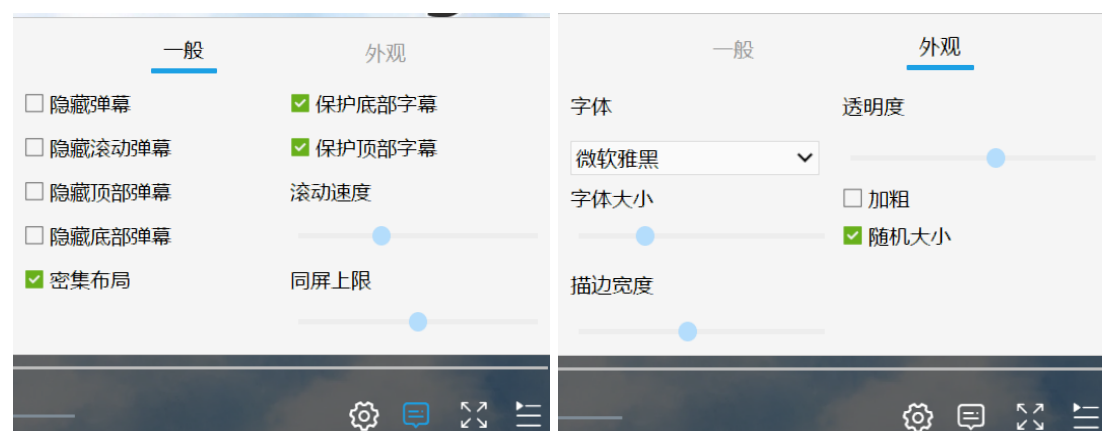 一般 外观
隐藏弹幕 保护底部字幕
隐藏滚动弹幕 保护顶部字幕
隐藏顶部弹幕 滚动速度
隐藏底部弹幕
密集布局 同屏上限
一般 外观
字体 透明度
微软雅黑
字体大小 加粗
随机大小
描边宽度